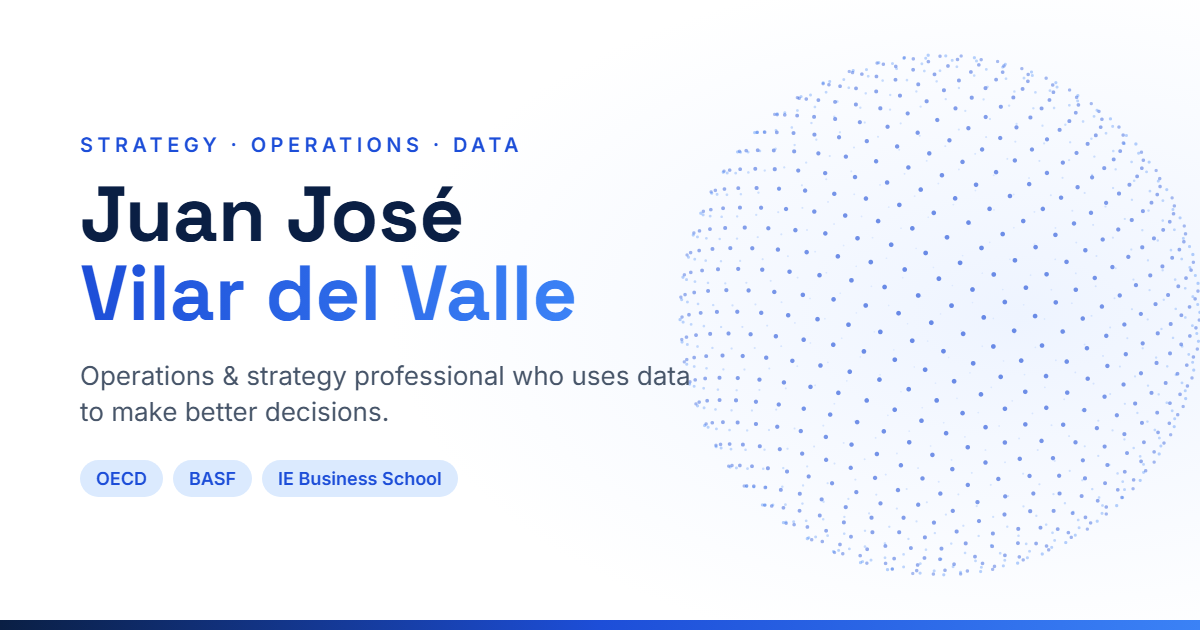 STRATEGY · OPERATIONS · DATA
Juan José
Vilar del Valle
Operations & strategy professional who uses data
to make better decisions.
OECD BASF IE Business School